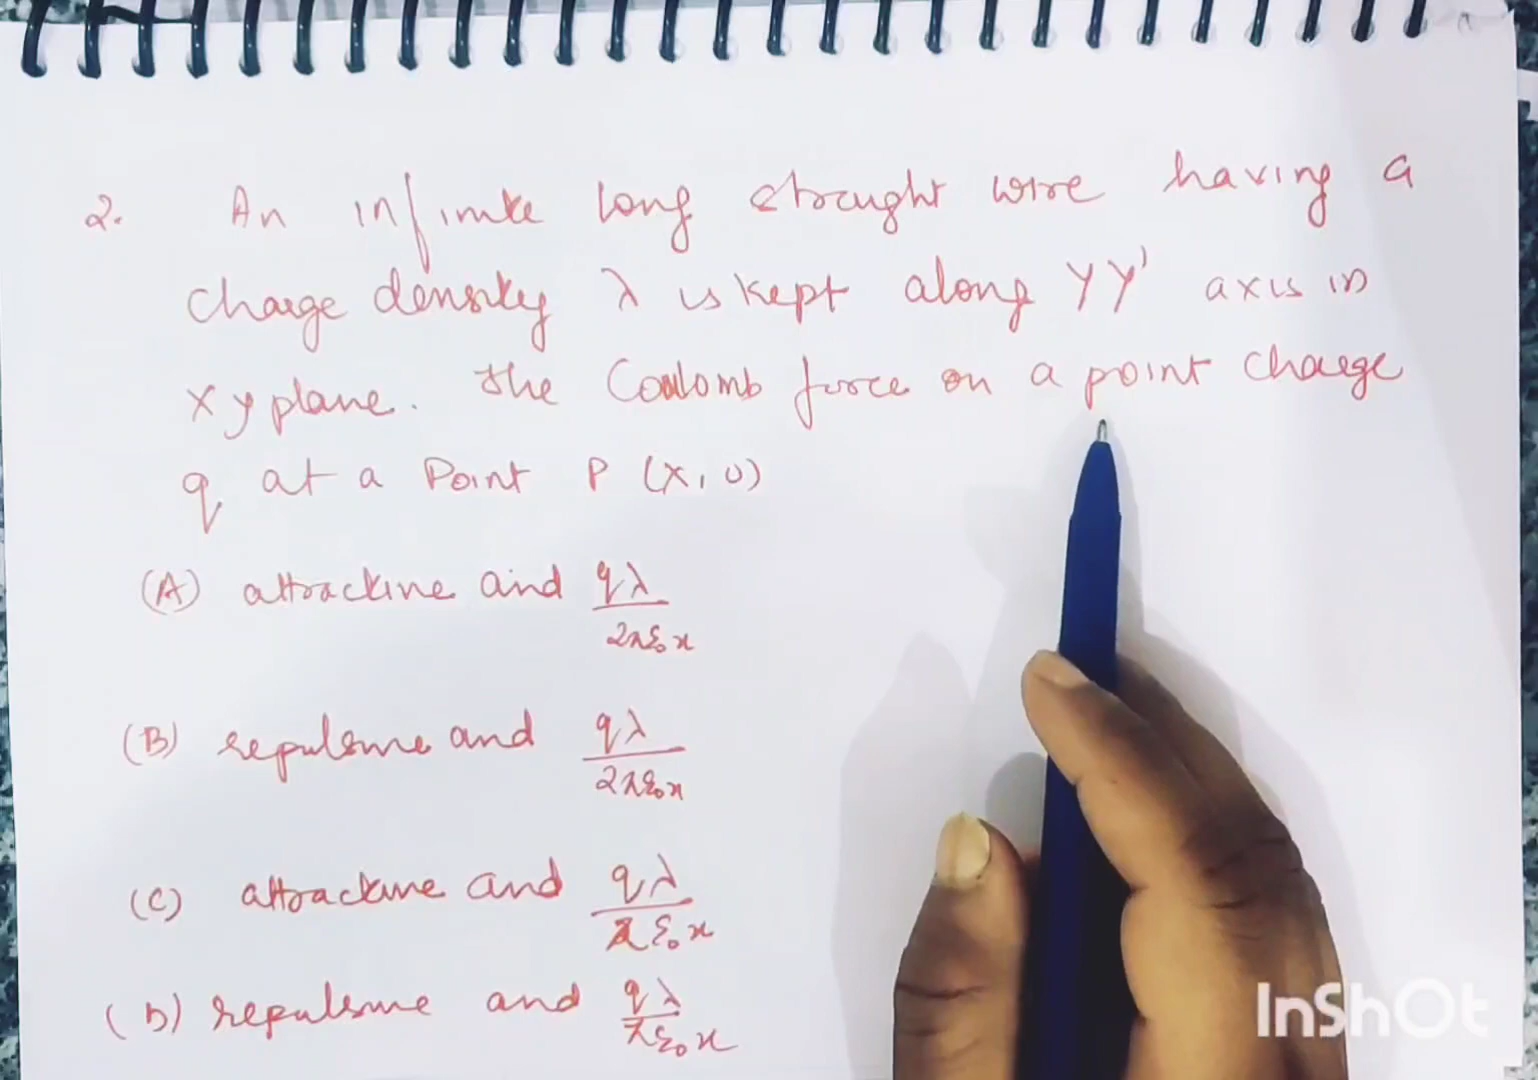 2. An infinite long straught wire having a
charge density λ is kept along YY' axis in
xy plane. The Coulomb force on a point charge
q at a Point P (x, 0)
(A) attractive and qλ / 2πε₀x
(B) repulsive and qλ / 2πε₀x
(C) attractive and qλ / πε₀x
(D) repulsive and qλ / πε₀x
InShOt